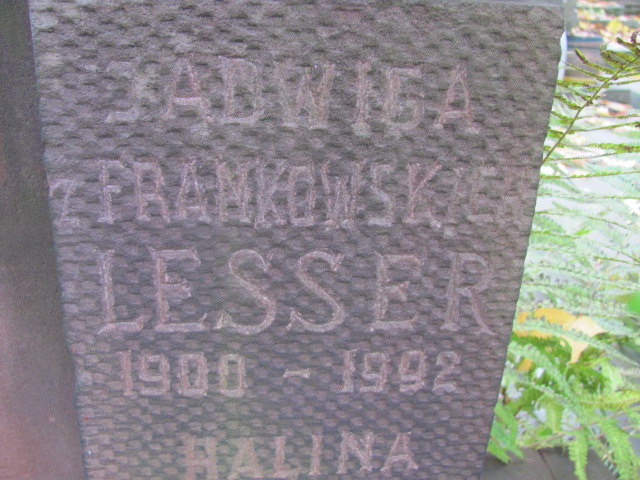 JADWIGA
z FRANKOWSKICH
LESSER
1900 - 1992
HALINA